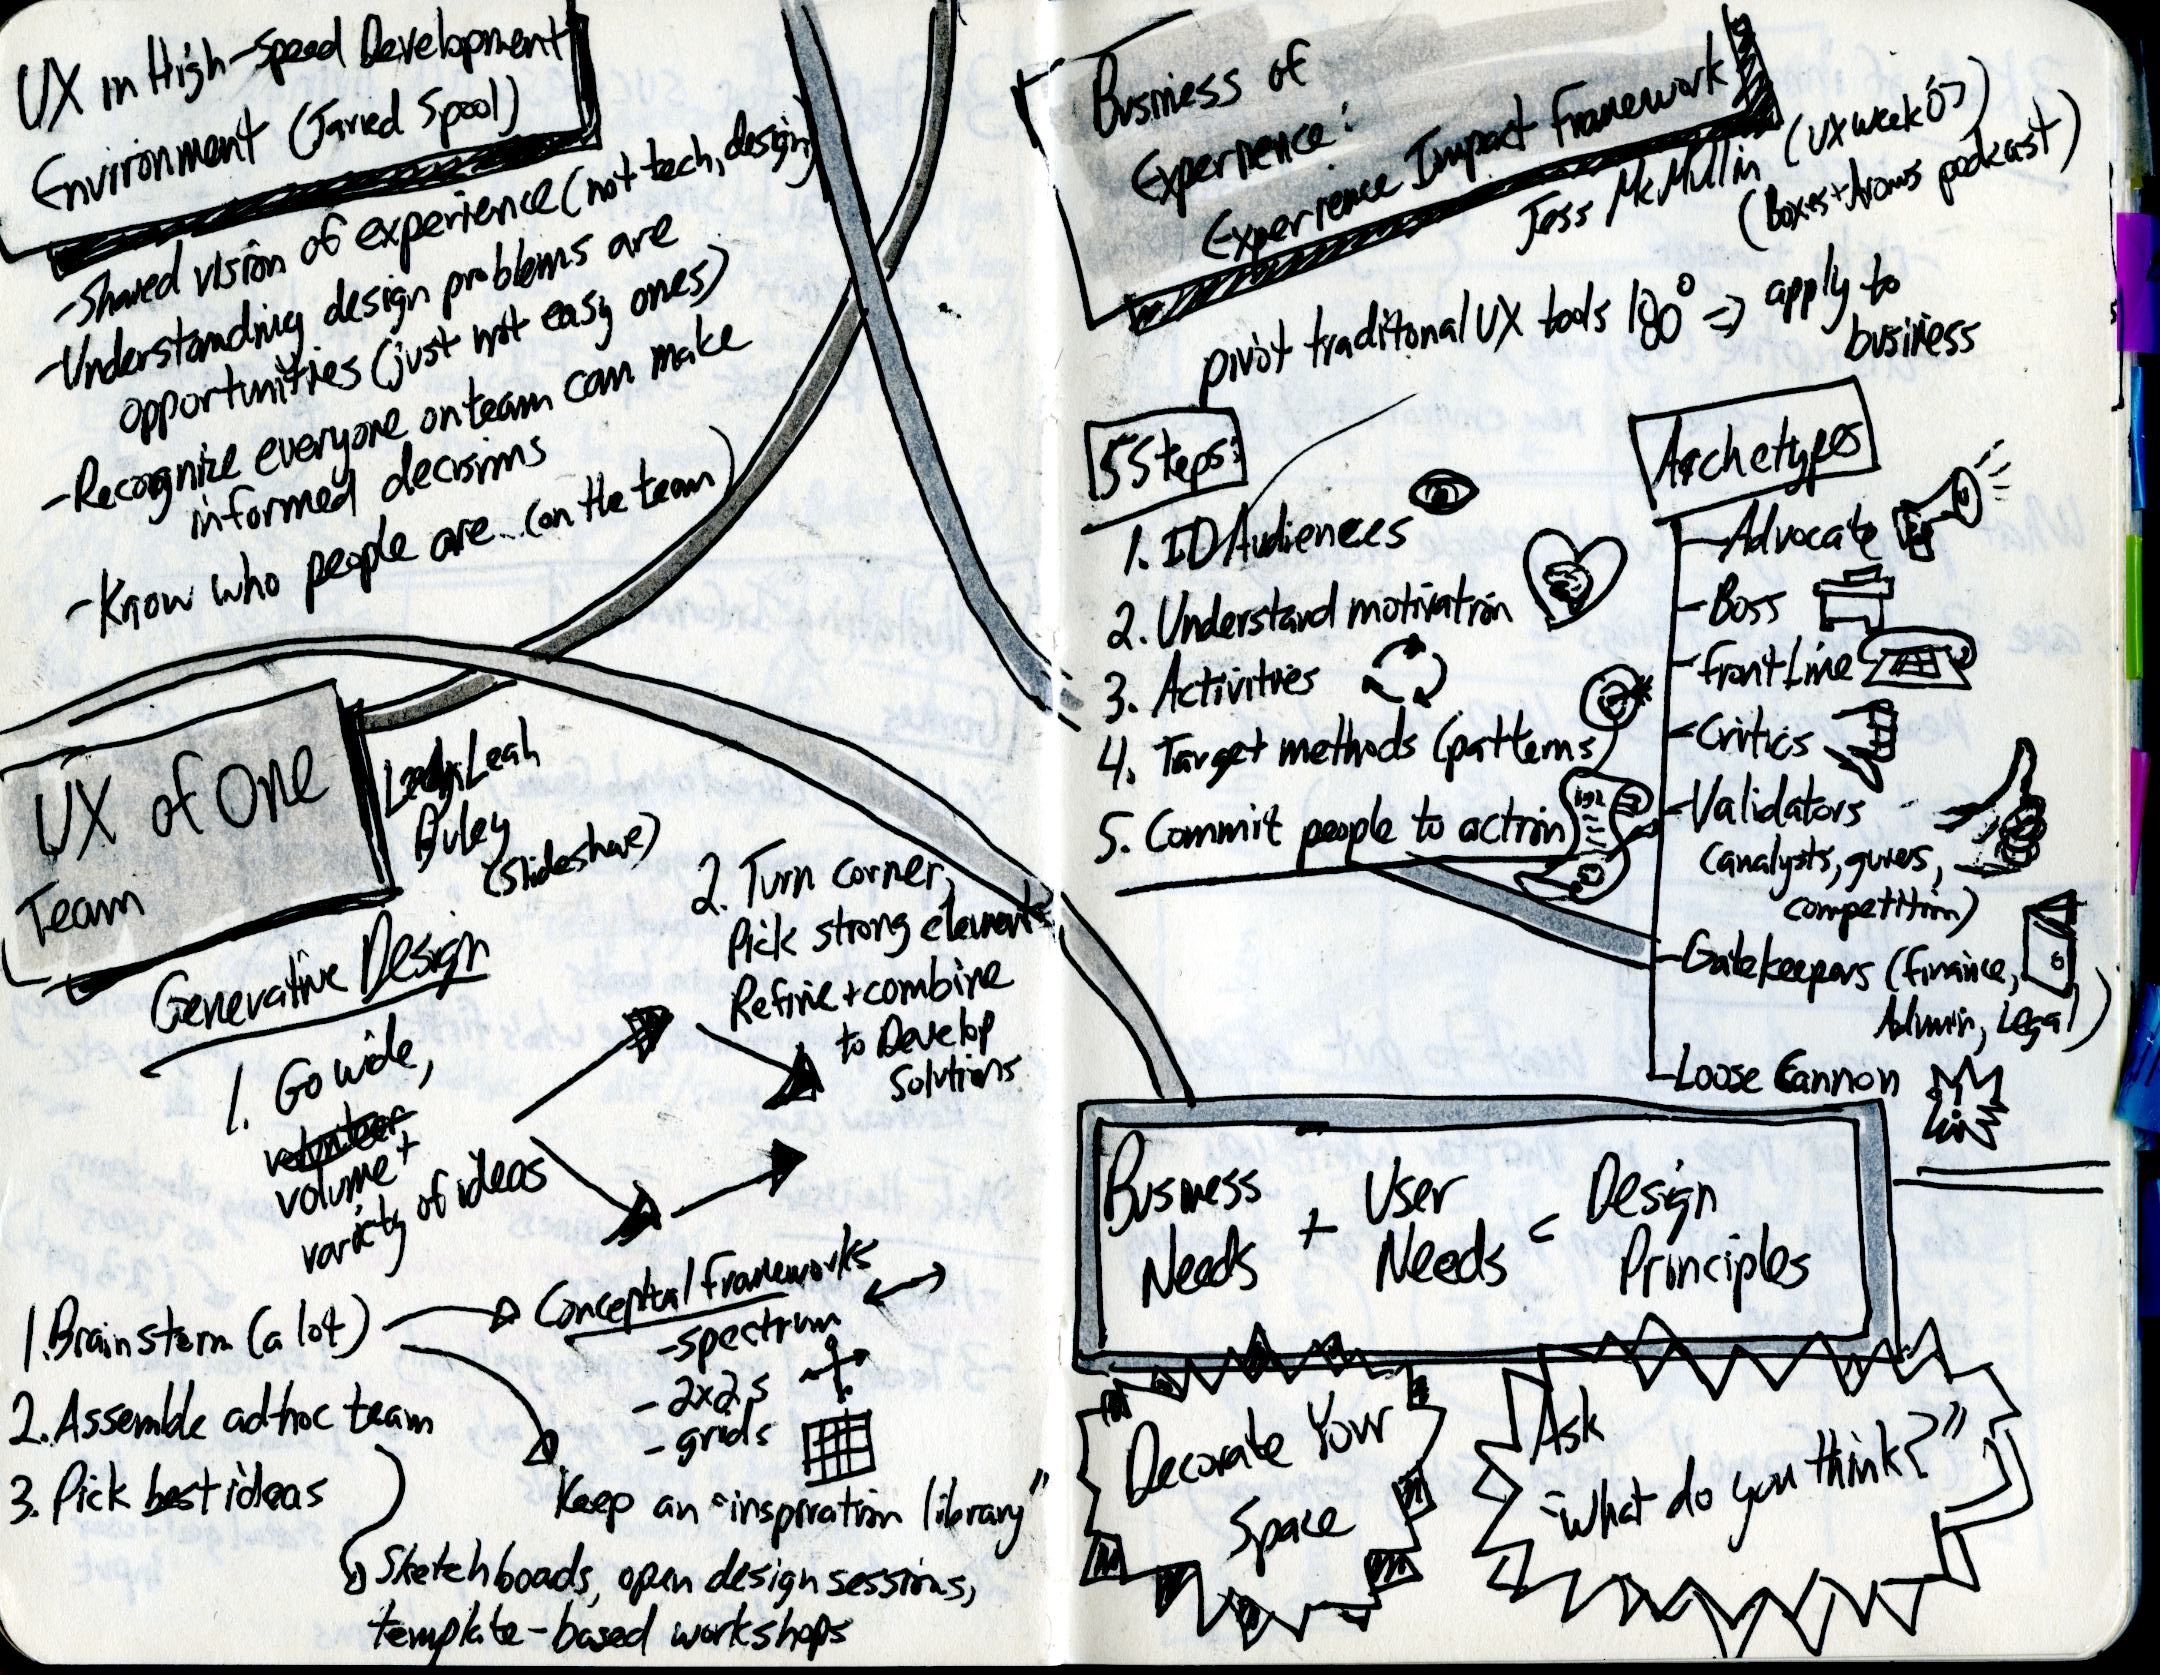 UX in High-Speed Development
Environment (Jared Spool)
-Shared vision of experience (not tech, design)
-Understanding design problems are
opportunities (just not easy ones)
-Recognize everyone on team can make
informed decisions
-Know who people are...(on the team)
UX of One
Team
Leah
Buley
(slideshare)
Generative Design
1. Go wide,
volume +
variety of ideas
2. Turn corner,
Pick strong element
Refine + combine
to Develop
Solutions
1. Brainstorm (a lot)
2. Assemble ad hoc team
3. Pick best ideas
Conceptual frameworks
-spectrum
-2x2s
-grids
Keep an "inspiration library"
Sketchboads, open design sessions,
template-based workshops
Business of
Experience:
Experience Impact Framework
Jess McMullin (UX week 07)
(Boxes + Arrows podcast)
pivot traditional UX tools 180° => apply to
business
5 Steps:
1. ID Audiences
2. Understand motivation
3. Activities
4. Target methods (patterns)
5. Commit people to action
Archetypes
-Advocate
-Boss
-Front Line
-Critics
-Validators
(analysts, gurus,
competition)
-Gatekeepers (finance,
Admin, Legal)
-Loose Cannon
Business
Needs
+
User
Needs
=
Design
Principles
Decorate Your
Space
Ask
"What do you think?"